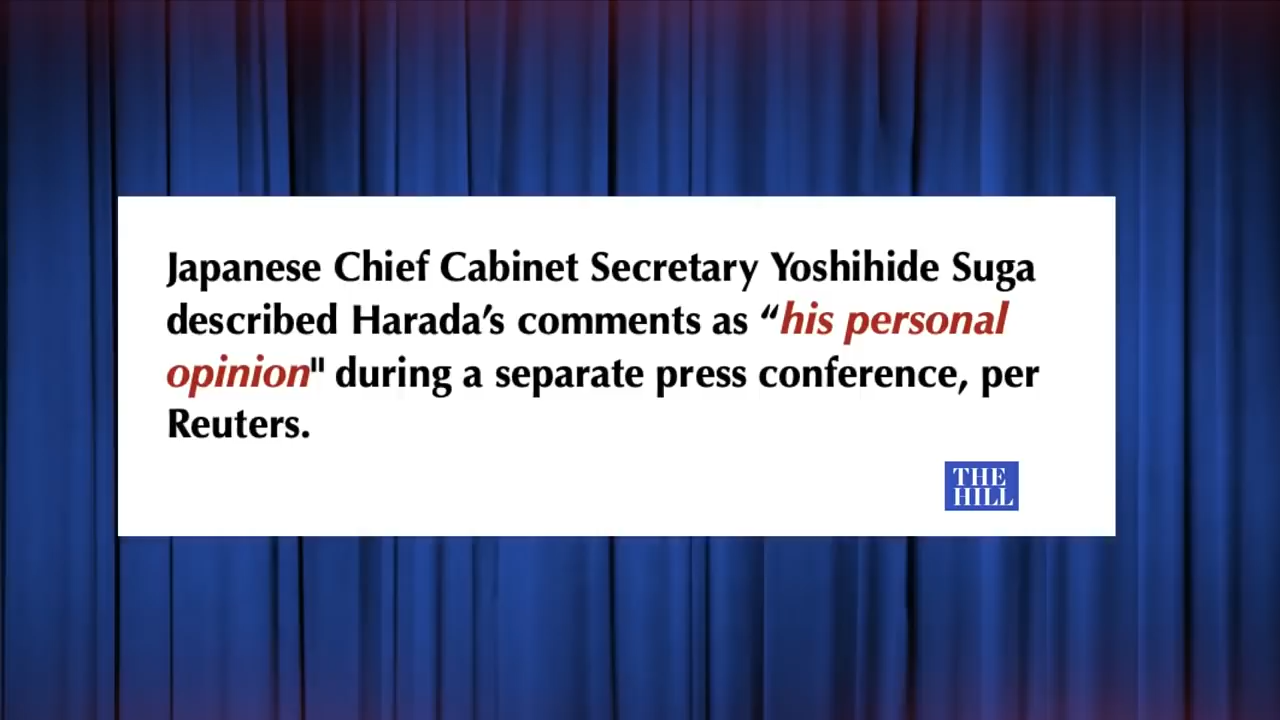 Japanese Chief Cabinet Secretary Yoshihide Suga
described Harada’s comments as “his personal
opinion" during a separate press conference, per
Reuters.
THE
HILL